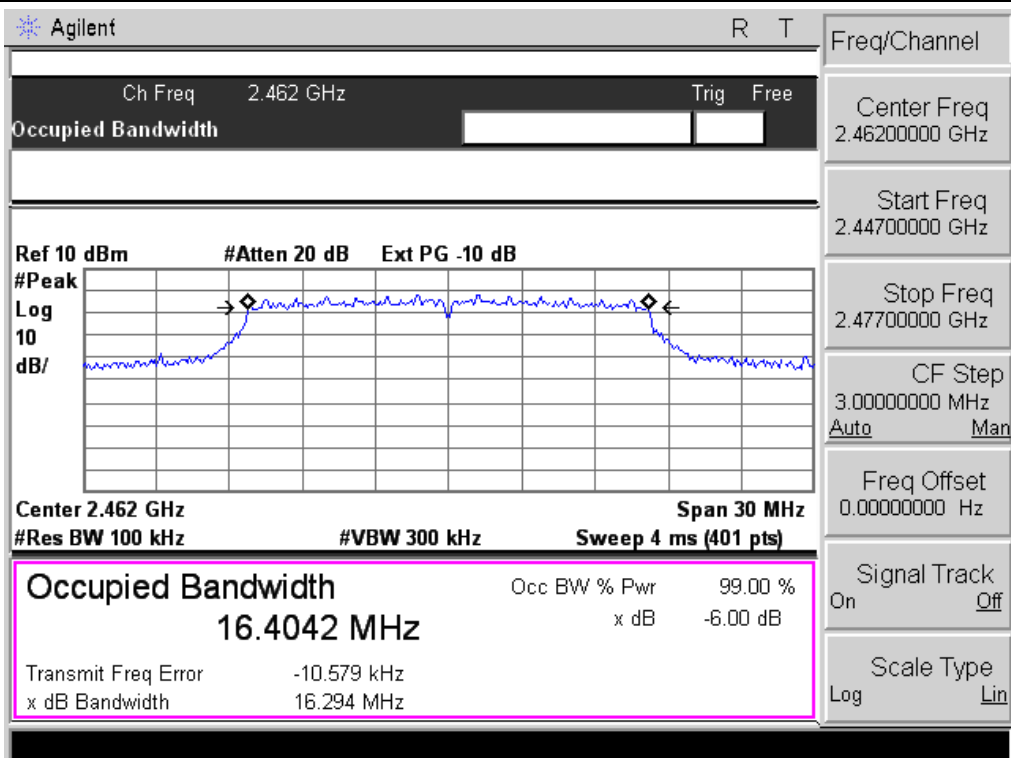 Agilent R T
Ch Freq 2.462 GHz Trig Free
Occupied Bandwidth
Ref 10 dBm #Atten 20 dB Ext PG -10 dB
#Peak
Log
10
dB/
Center 2.462 GHz Span 30 MHz
#Res BW 100 kHz #VBW 300 kHz Sweep 4 ms (401 pts)
Occupied Bandwidth
16.4042 MHz
Occ BW % Pwr 99.00 %
x dB -6.00 dB
Transmit Freq Error -10.579 kHz
x dB Bandwidth 16.294 MHz
Freq/Channel
Center Freq
2.46200000 GHz
Start Freq
2.44700000 GHz
Stop Freq
2.47700000 GHz
CF Step
3.00000000 MHz
Auto Man
Freq Offset
0.00000000 Hz
Signal Track
On Off
Scale Type
Log Lin